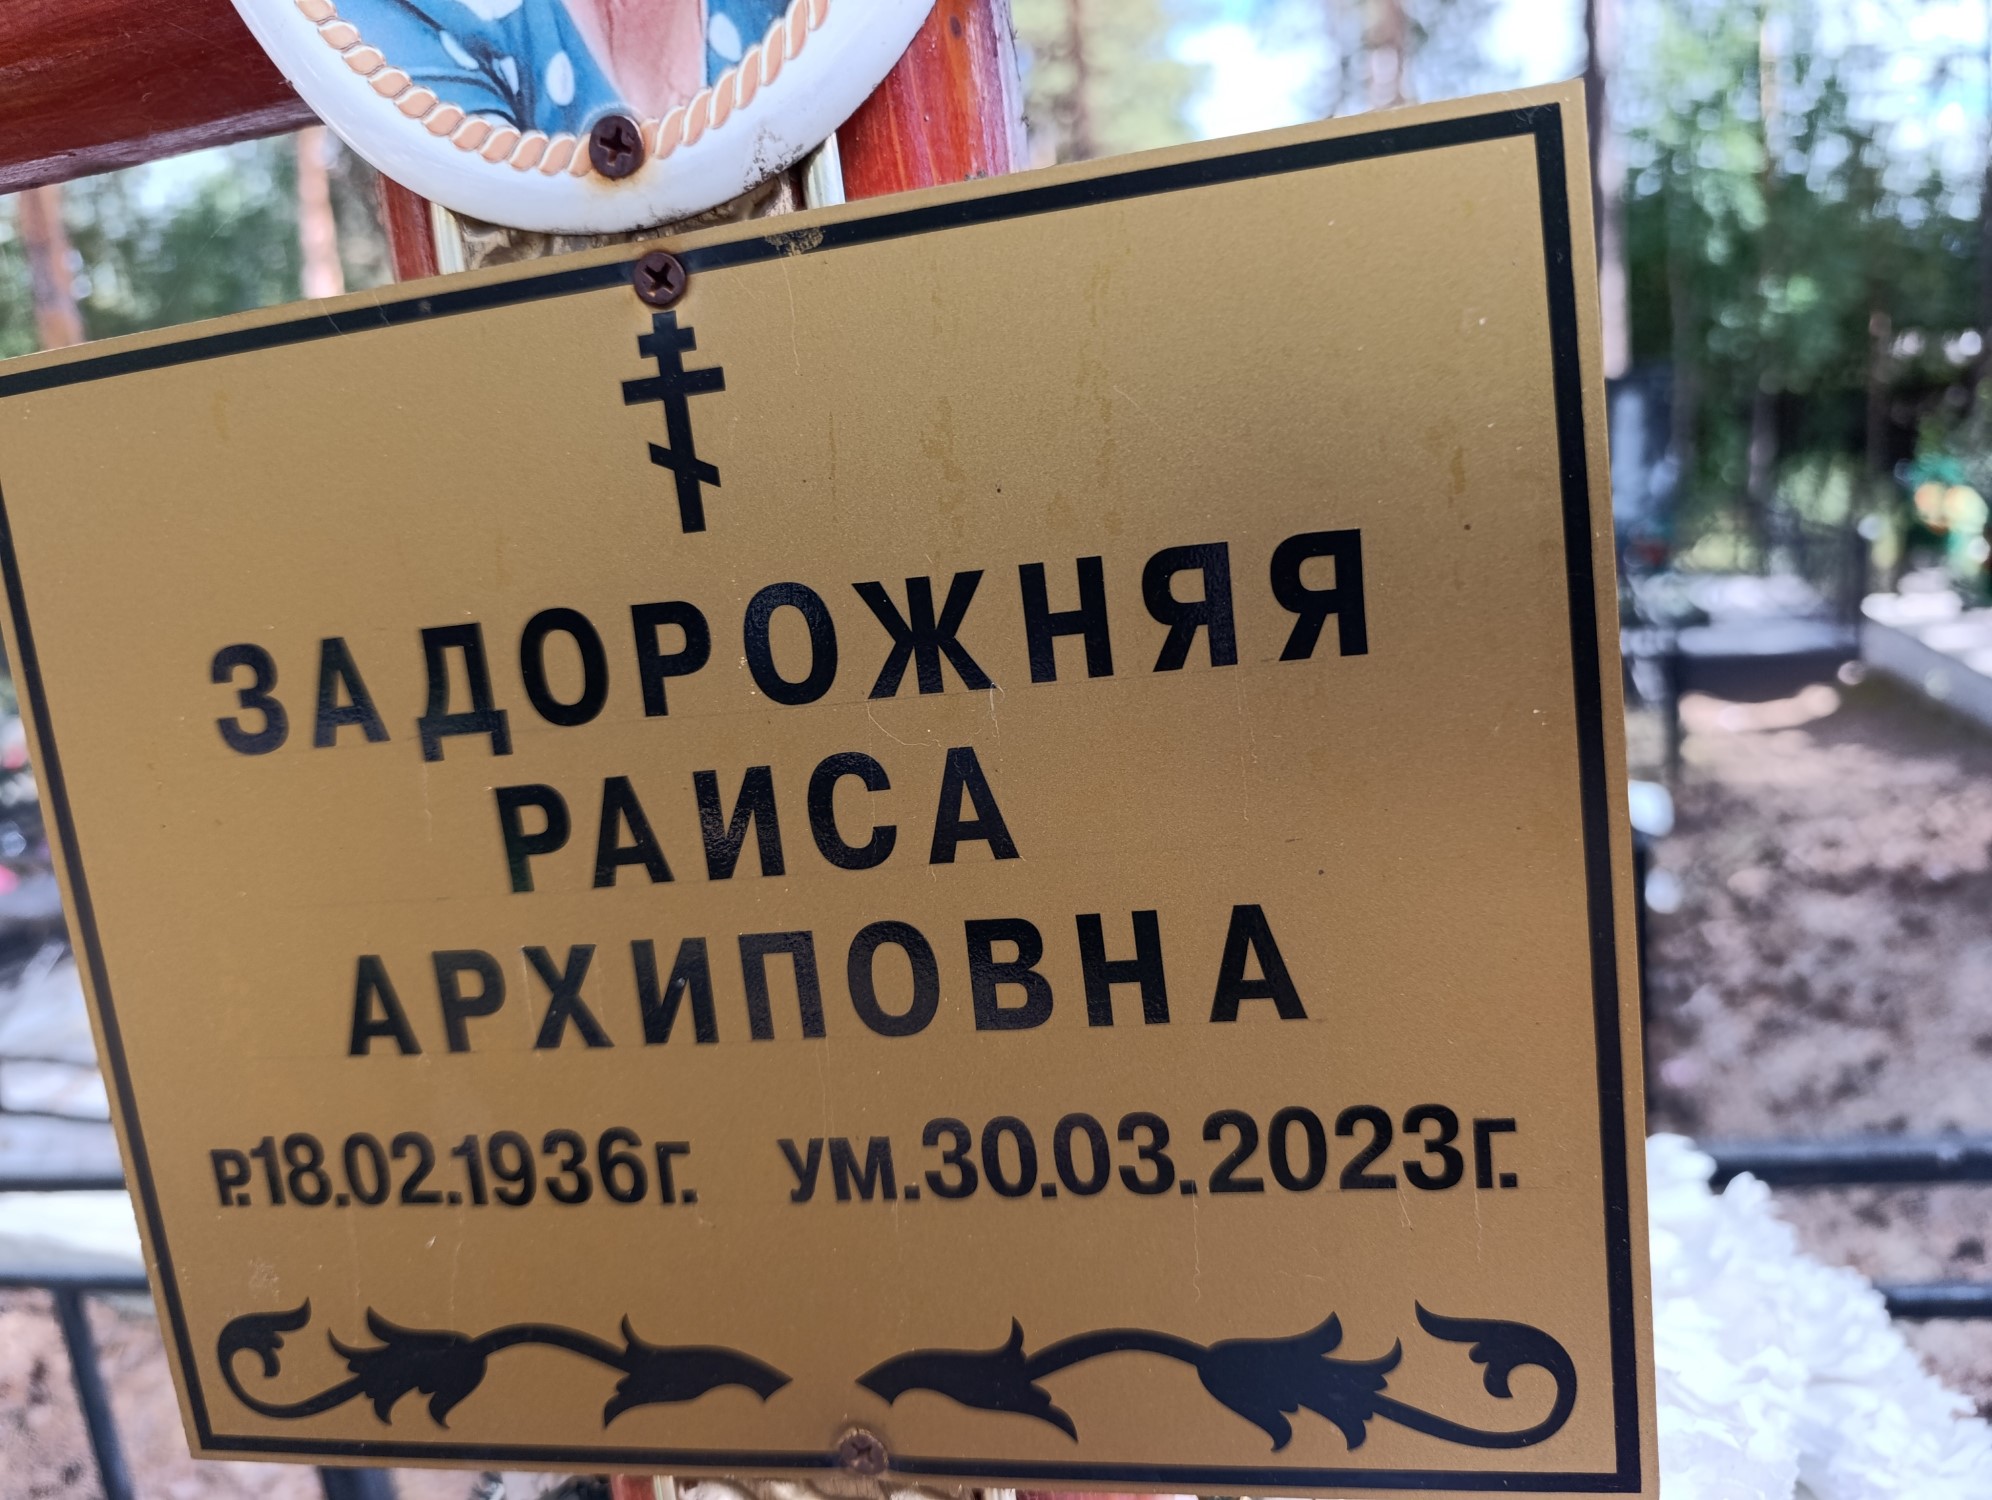 ЗАДОРОЖНЯЯ
РАИСА
АРХИПОВНА
Р.18.02.1936г. УМ.30.03.2023г.